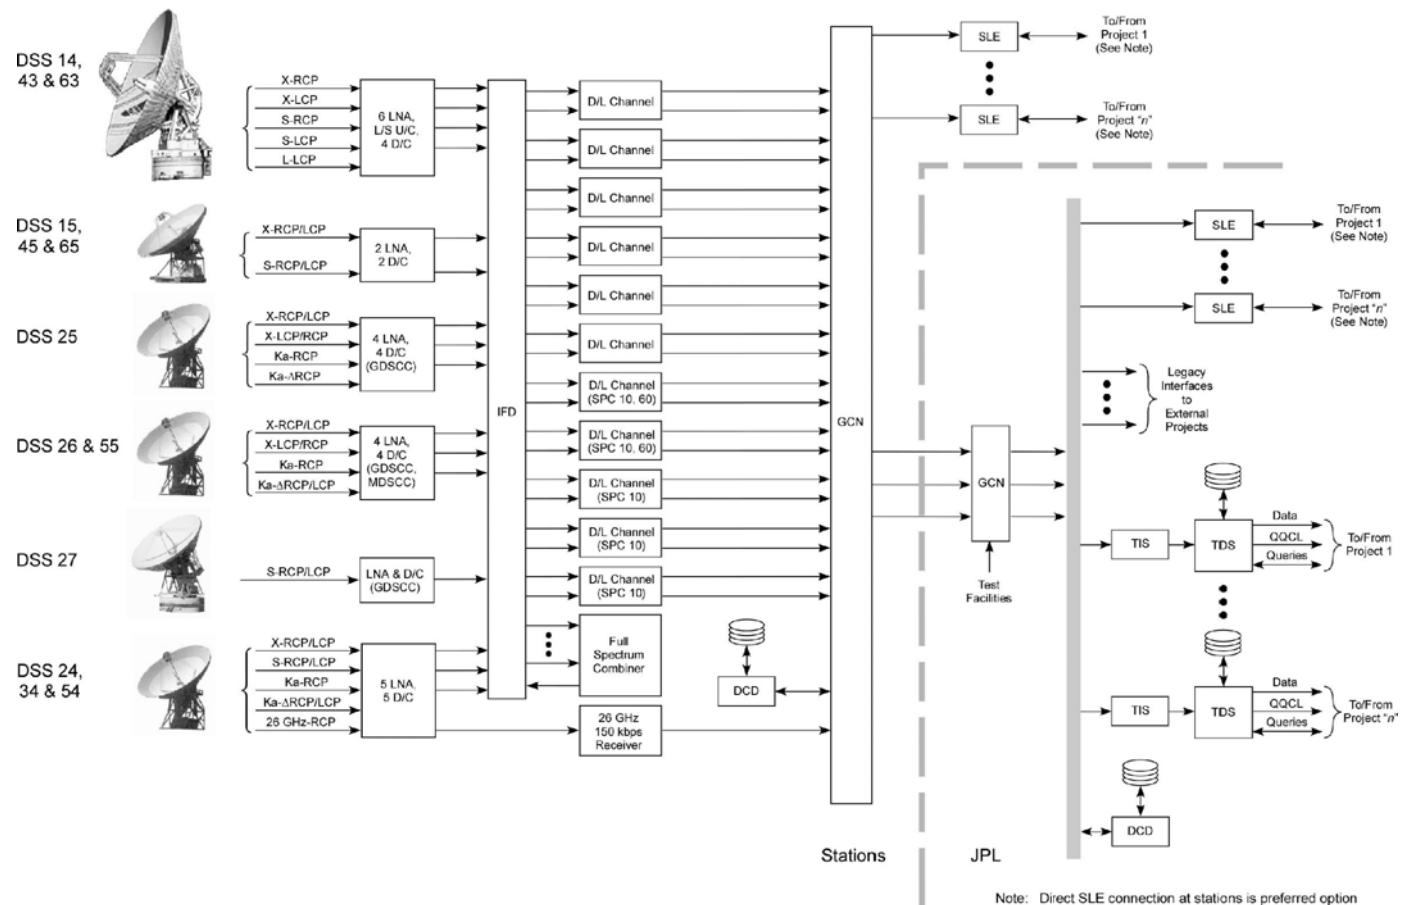 DSS 14,
43 & 63
X-RCP
X-LCP
S-RCP
S-LCP
L-LCP
6 LNA,
L/S U/C,
4 D/C
DSS 15,
45 & 65
X-RCP/LCP
S-RCP/LCP
2 LNA,
2 D/C
DSS 25
X-RCP/LCP
X-LCP/RCP
Ka-RCP
Ka-ΔRCP
4 LNA,
4 D/C
(GDSCC)
DSS 26 & 55
X-RCP/LCP
X-LCP/RCP
Ka-RCP
Ka-ΔRCP/LCP
4 LNA,
4 D/C
(GDSCC,
MDSCC)
DSS 27
S-RCP/LCP
LNA & D/C
(GDSCC)
DSS 24,
34 & 54
X-RCP/LCP
S-RCP/LCP
Ka-RCP
Ka-ΔRCP/LCP
26 GHz-RCP
5 LNA,
5 D/C
IFD
D/L Channel
D/L Channel
D/L Channel
D/L Channel
D/L Channel
D/L Channel
D/L Channel
(SPC 10, 60)
D/L Channel
(SPC 10, 60)
D/L Channel
(SPC 10)
D/L Channel
(SPC 10)
D/L Channel
(SPC 10)
Full
Spectrum
Combiner
26 GHz
150 kbps
Receiver
DCD
GCN
Stations
SLE
To/From
Project 1
(See Note)
SLE
To/From
Project "n"
(See Note)
JPL
GCN
Test
Facilities
SLE
To/From
Project 1
(See Note)
SLE
To/From
Project "n"
(See Note)
Legacy
Interfaces
to
External
Projects
TIS
TDS
Data
QQCL
Queries
To/From
Project 1
TIS
TDS
Data
QQCL
Queries
To/From
Project "n"
DCD
Note: Direct SLE connection at stations is preferred option